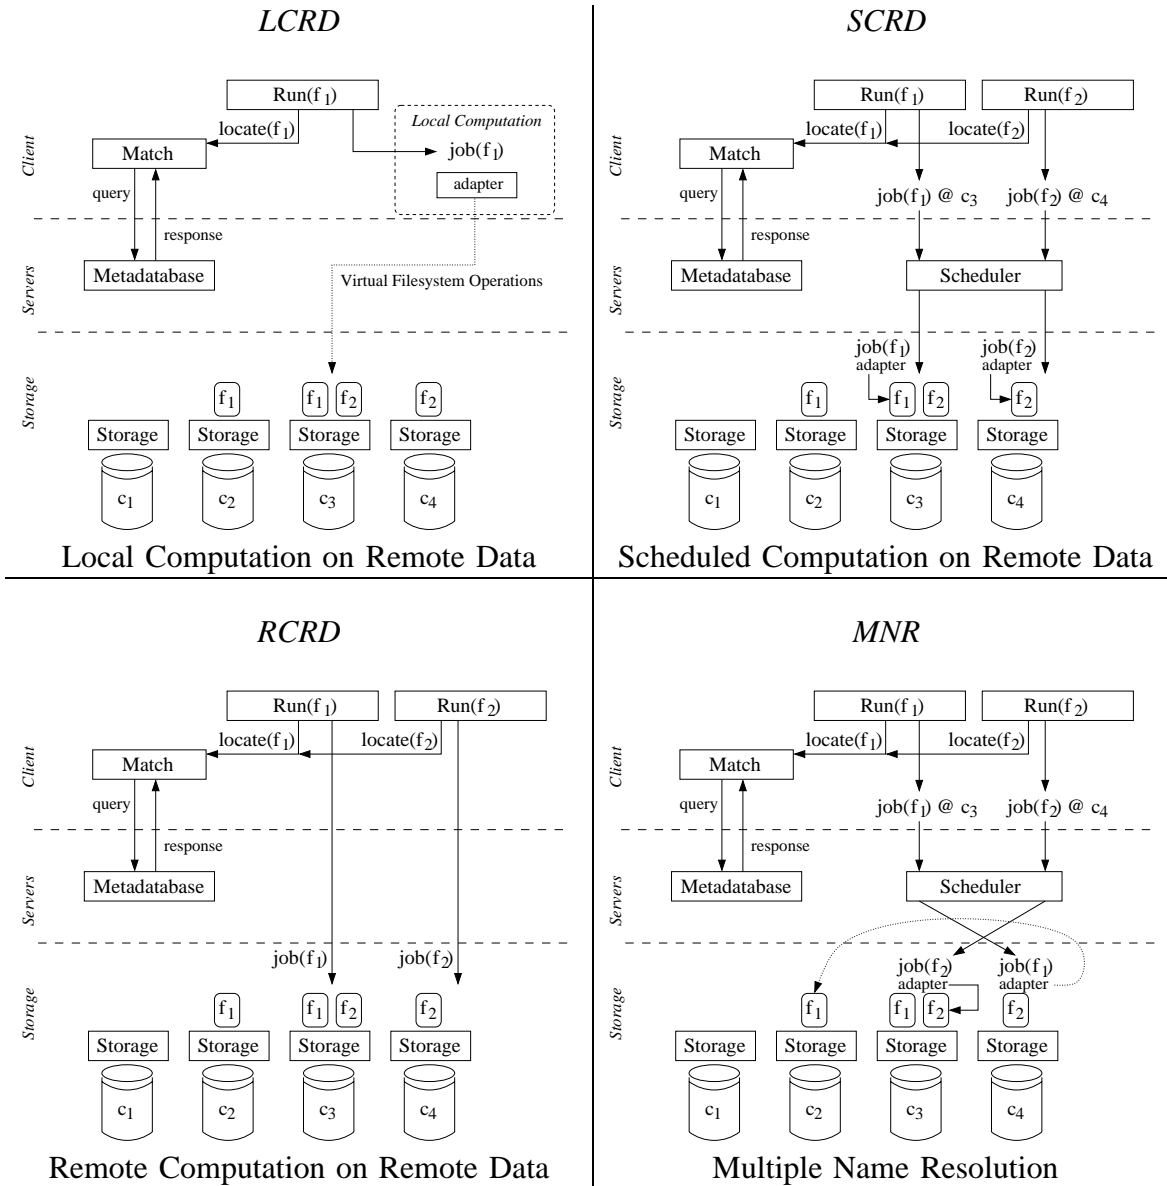 LCRD
Run(f1)
locate(f1)
Local Computation
job(f1)
adapter
Match
query
response
Metadatabase
Virtual Filesystem Operations
Client
Servers
Storage
f1
f1 f2
f2
Storage Storage Storage Storage
c1 c2 c3 c4
Local Computation on Remote Data
SCRD
Run(f1) Run(f2)
locate(f1) locate(f2)
Match
query
job(f1) @ c3 job(f2) @ c4
response
Metadatabase
Scheduler
Client
Servers
Storage
job(f1) job(f2)
adapter adapter
f1
f1 f2
f2
Storage Storage Storage Storage
c1 c2 c3 c4
Scheduled Computation on Remote Data
RCRD
Run(f1) Run(f2)
locate(f1) locate(f2)
Match
query
response
Metadatabase
Client
Servers
Storage
job(f1) job(f2)
f1
f1 f2
f2
Storage Storage Storage Storage
c1 c2 c3 c4
Remote Computation on Remote Data
MNR
Run(f1) Run(f2)
locate(f1) locate(f2)
Match
query
job(f1) @ c3 job(f2) @ c4
response
Metadatabase
Scheduler
Client
Servers
Storage
job(f2) job(f1)
adapter adapter
f1
f1 f2
f2
Storage Storage Storage Storage
c1 c2 c3 c4
Multiple Name Resolution